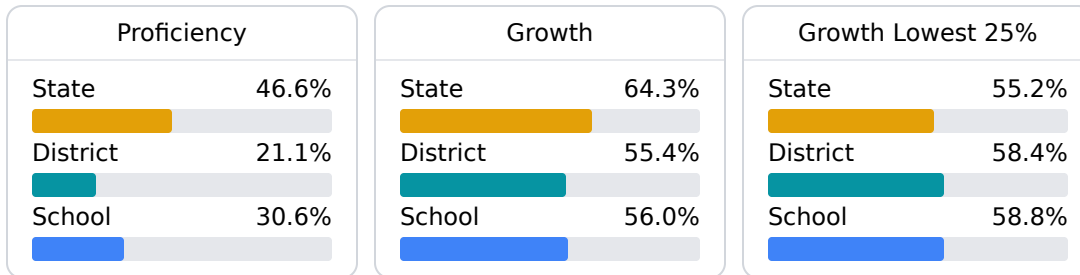 Proficiency
State 46.6%
District 21.1%
School 30.6%
Growth
State 64.3%
District 55.4%
School 56.0%
Growth Lowest 25%
State 55.2%
District 58.4%
School 58.8%